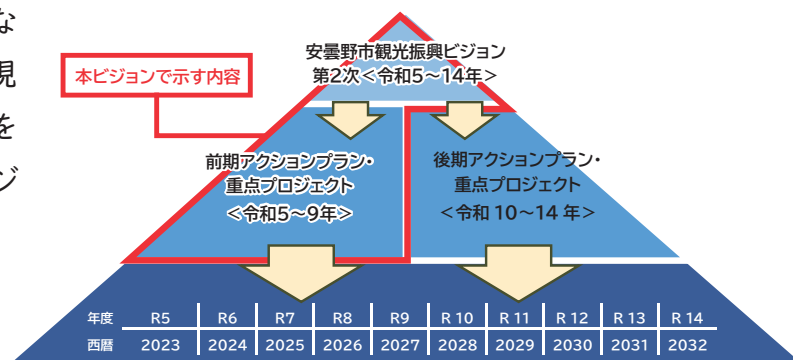 な
現
を
ジ
本ビジョンで示す内容
安曇野市観光振興ビジョン
第2次＜令和5～14年＞
前期アクションプラン・
重点プロジェクト
＜令和5～9年＞
後期アクションプラン・
重点プロジェクト
＜令和 10～14 年＞
年度 R5 R6 R7 R8 R9 R 10 R 11 R 12 R 13 R 14
西暦 2023 2024 2025 2026 2027 2028 2029 2030 2031 2032